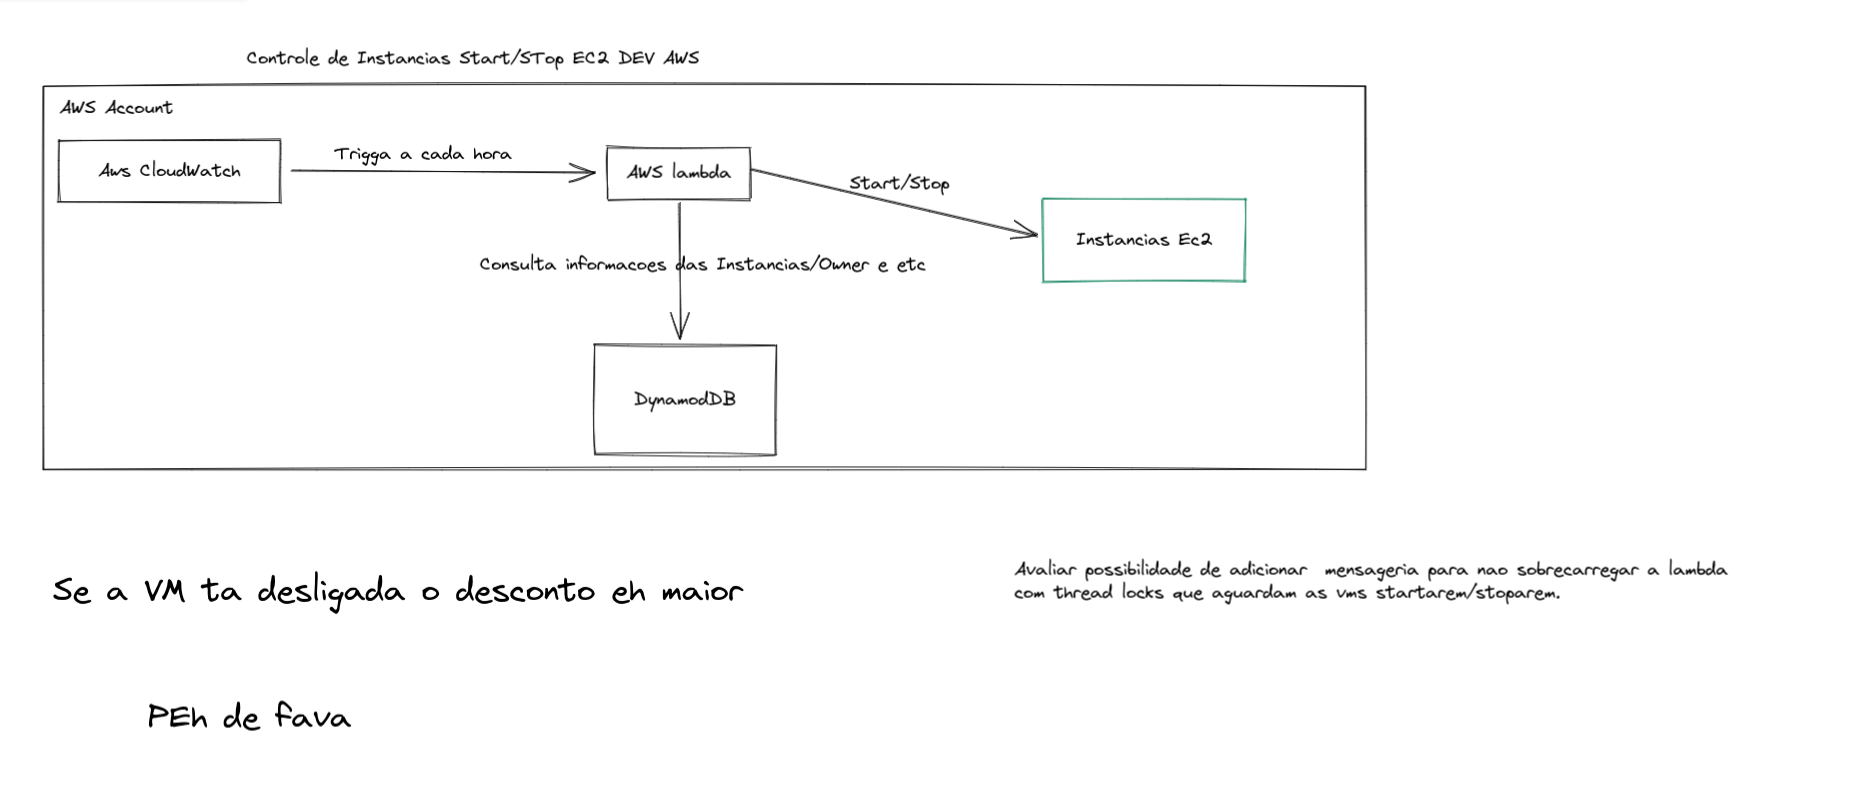 Controle de Instancias Start/STop EC2 DEV AWS
AWS Account
Aws CloudWatch
Trigga a cada hora
AWS lambda
Start/Stop
Instancias Ec2
Consulta informacoes das Instancias/Owner e etc
DynamodDB
Se a VM ta desligada o desconto eh maior
Avaliar possibilidade de adicionar mensageria para nao sobrecarregar a lambda
com thread locks que aguardam as vms startarem/stoparem.
PEh de fava